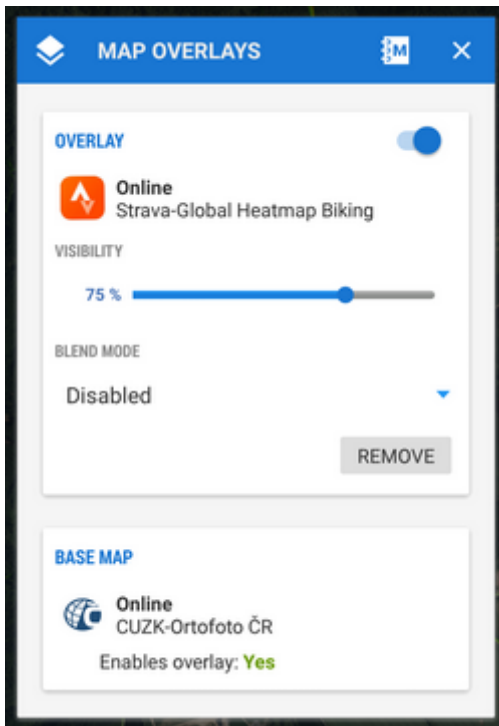 MAP OVERLAYS
M
OVERLAY
Online
Strava-Global Heatmap Biking
VISIBILITY
75 %
BLEND MODE
Disabled
REMOVE
BASE MAP
Online
CUZK-Ortofoto ČR
Enables overlay: Yes